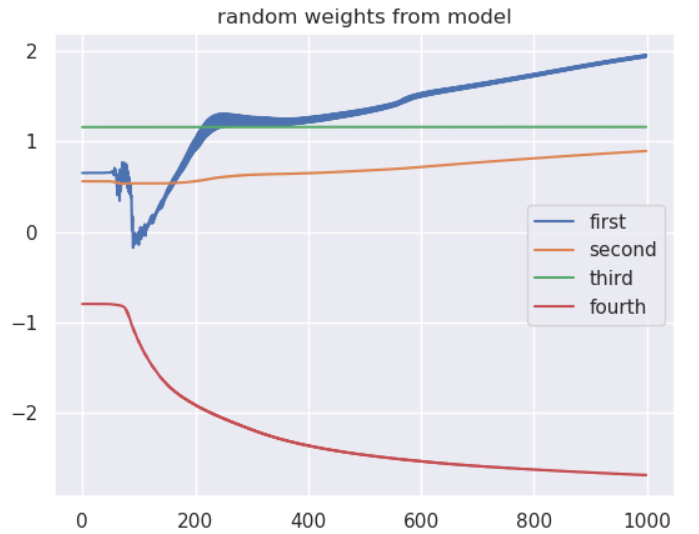 random weights from model
2
1
0
−1
−2
first
second
third
fourth
0 200 400 600 800 1000